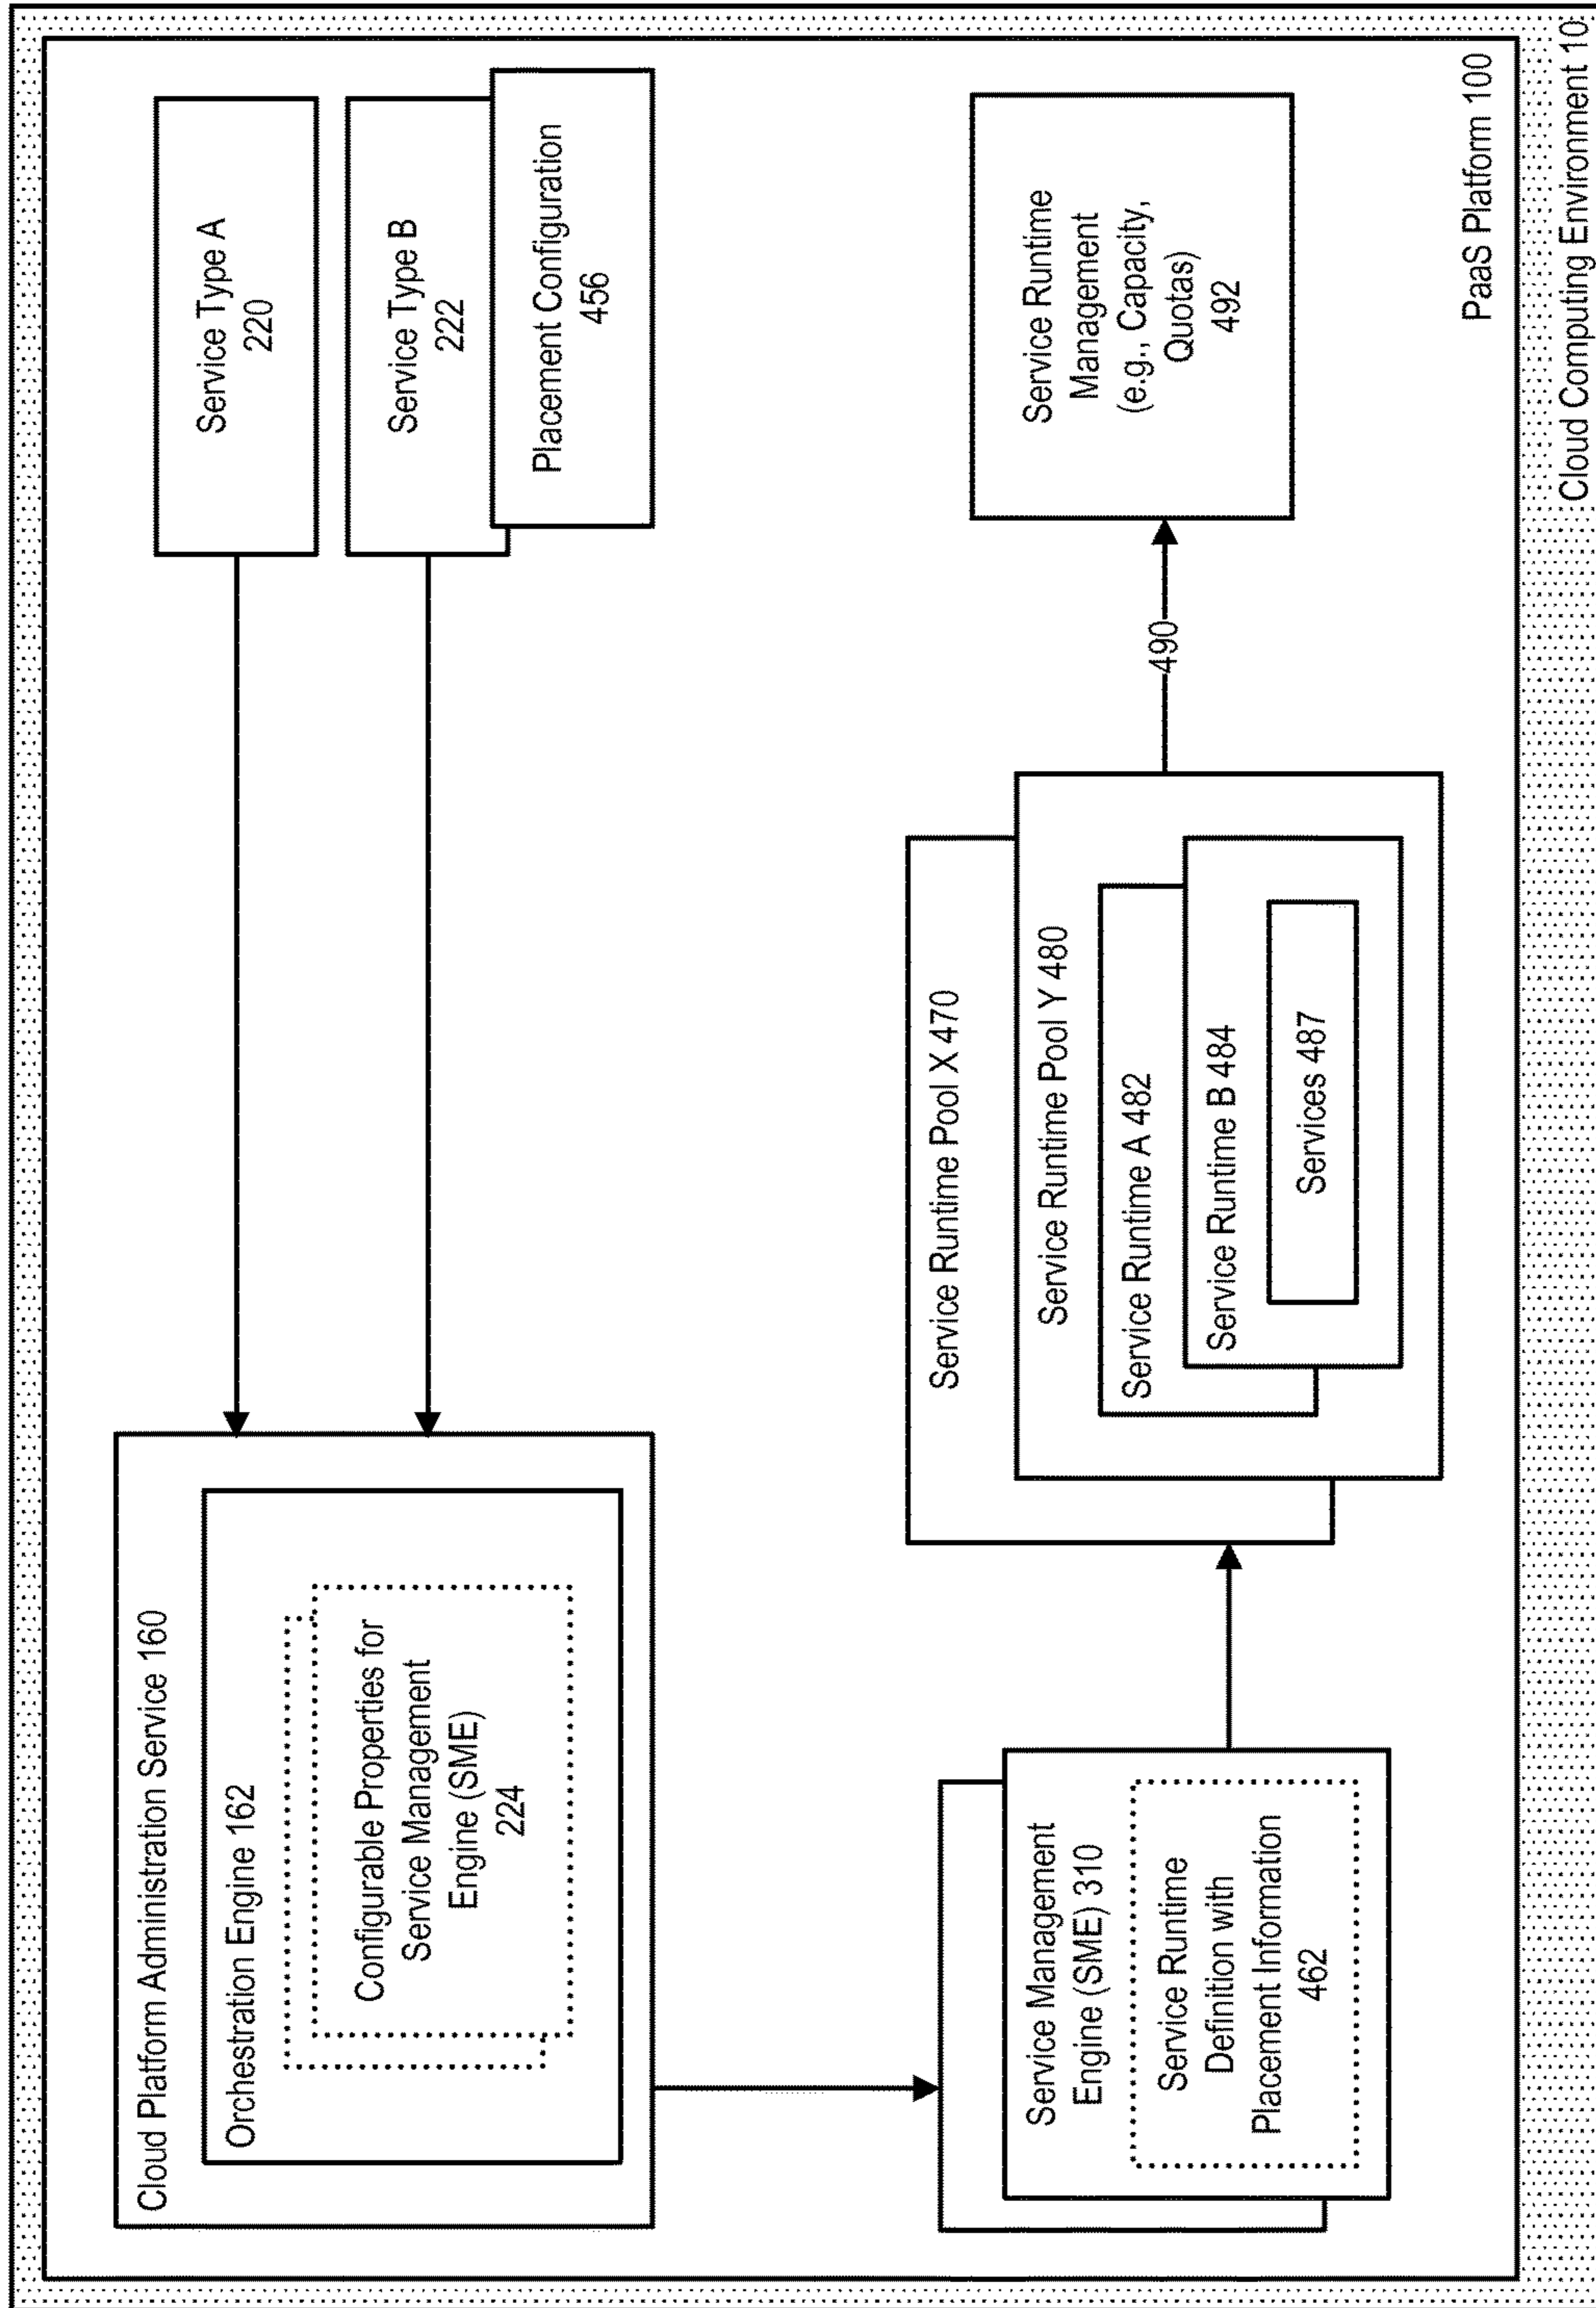 Cloud Platform Administration Service 160
Orchestration Engine 162
Configurable Properties for
Service Management
Engine (SME)
224
Service Type A
220
Service Type B
222
Placement Configuration
456
Service Management
Engine (SME) 310
Service Runtime
Definition with
Placement Information
462
Service Runtime Pool X 470
Service Runtime Pool Y 480
Service Runtime A 482
Service Runtime B 484
Services 487
490
Service Runtime
Management
(e.g., Capacity,
Quotas)
492
PaaS Platform 100
Cloud Computing Environment 10